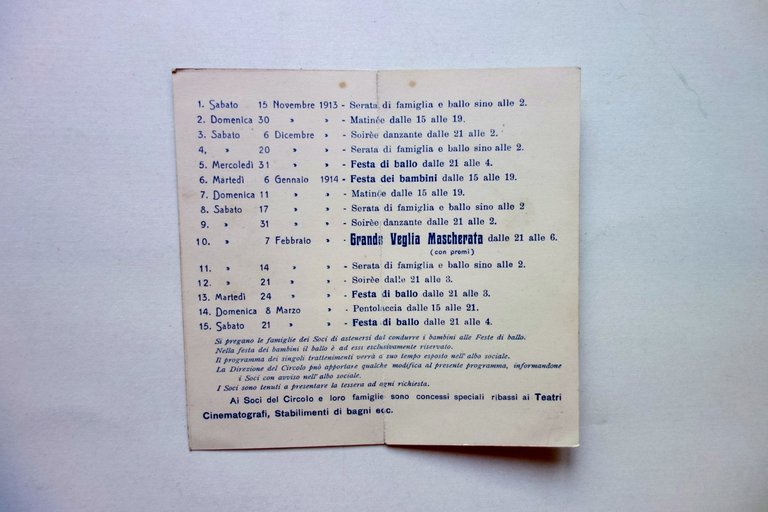 1. Sabato 15 Novembre 1913 - Serata di famiglia e ballo sino alle 2.
2. Domenica 30 » » - Matinée dalle 15 alle 19.
3. Sabato 6 Dicembre » - Soirèe danzante dalle 21 alle 2.
4, » 20 » » - Serata di famiglia e ballo sino alle 2.
5. Mercoledì 31 » » - Festa di ballo dalle 21 alle 4.
6. Martedì 6 Gennaio 1914 - Festa dei bambini dalle 15 alle 19.
7. Domenica 11 » » - Matinée dalle 15 alle 19.
8. Sabato 17 » » - Serata di famiglia e ballo sino alle 2
9. » 31 » » - Soirèe danzante dalle 21 alle 2.
10. » 7 Febbraio » - Grande Veglia Mascherata dalle 21 alle 6.
(con premi)
11. » 14 » » - Serata di famiglia e ballo sino alle 2.
12. » 21 » » - Soirèe dalle 21 alle 3.
13. Martedì 24 » » - Festa di ballo dalle 21 alle 3.
14. Domenica 8 Marzo » - Pentolaccia dalle 15 alle 21.
15. Sabato 21 » » - Festa di ballo dalle 21 alle 4.
Si pregano le famiglie dei Soci di astenersi dal condurre i bambini alle Feste di ballo.
Nella festa dei bambini il ballo è ad essi esclusivamente riservato.
Il programma dei singoli trattenimenti verrà a suo tempo esposto nell'albo sociale.
La Direzione del Circolo può apportare qualche modifica al presente programma, informandone
i Soci con avviso nell'albo sociale.
I Soci sono tenuti a presentare la tessera ad ogni richiesta.
Ai Soci del Circolo e loro famiglie sono concessi speciali ribassi ai Teatri
Cinematografi, Stabilimenti di bagni ecc.